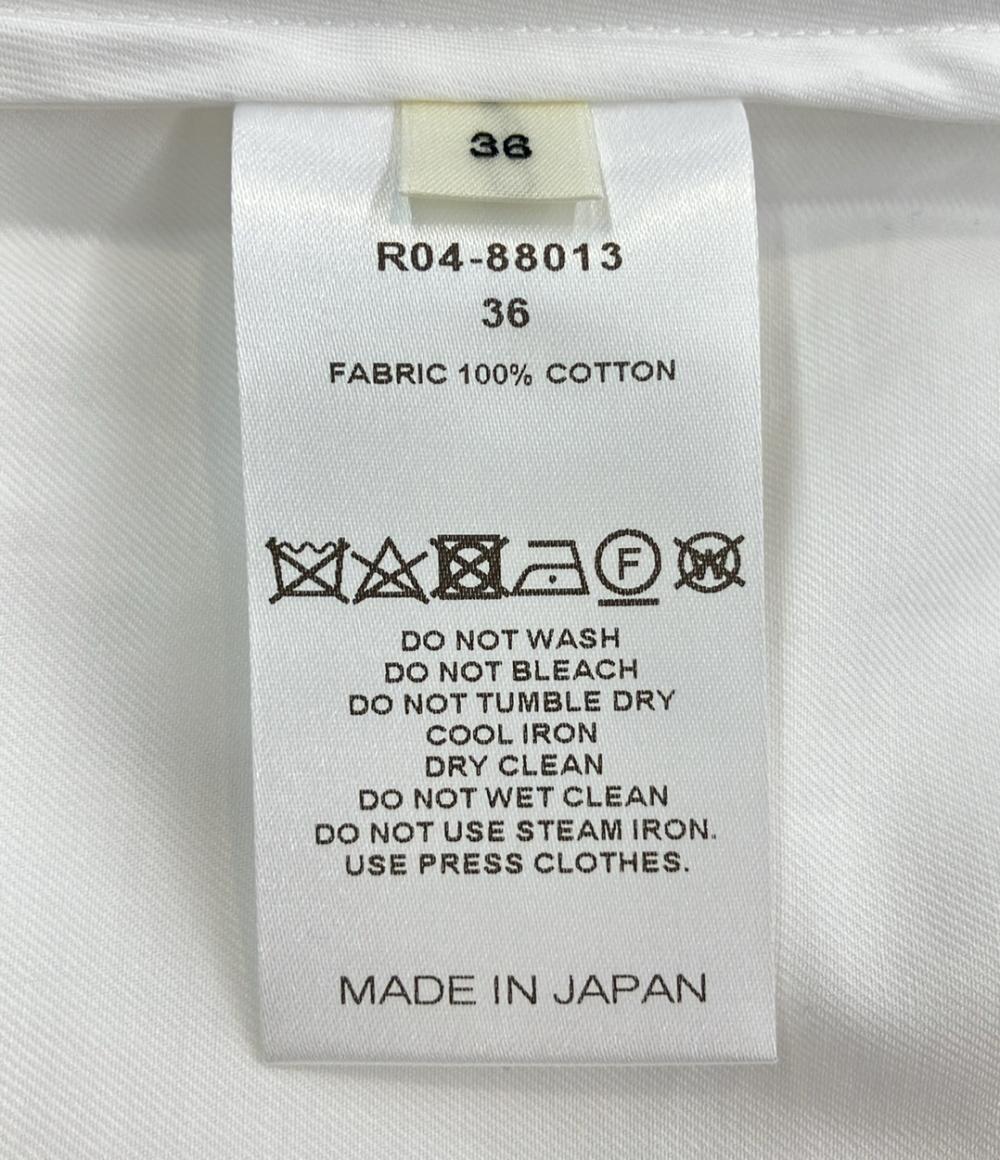 36
R04-88013
36
FABRIC 100% COTTON
F W
DO NOT WASH
DO NOT BLEACH
DO NOT TUMBLE DRY
COOL IRON
DRY CLEAN
DO NOT WET CLEAN
DO NOT USE STEAM IRON.
USE PRESS CLOTHES.
MADE IN JAPAN